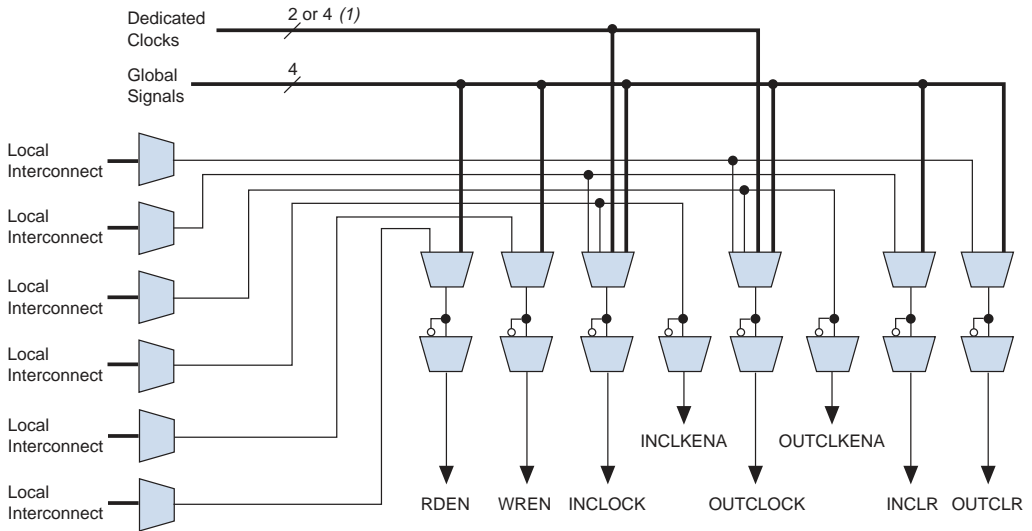 Dedicated
Clocks
2 or 4 (1)
Global
Signals
4
Local
Interconnect
Local
Interconnect
Local
Interconnect
Local
Interconnect
Local
Interconnect
Local
Interconnect
INCLKENA
OUTCLKENA
RDEN
WREN
INCLOCK
OUTCLOCK
INCLR
OUTCLR